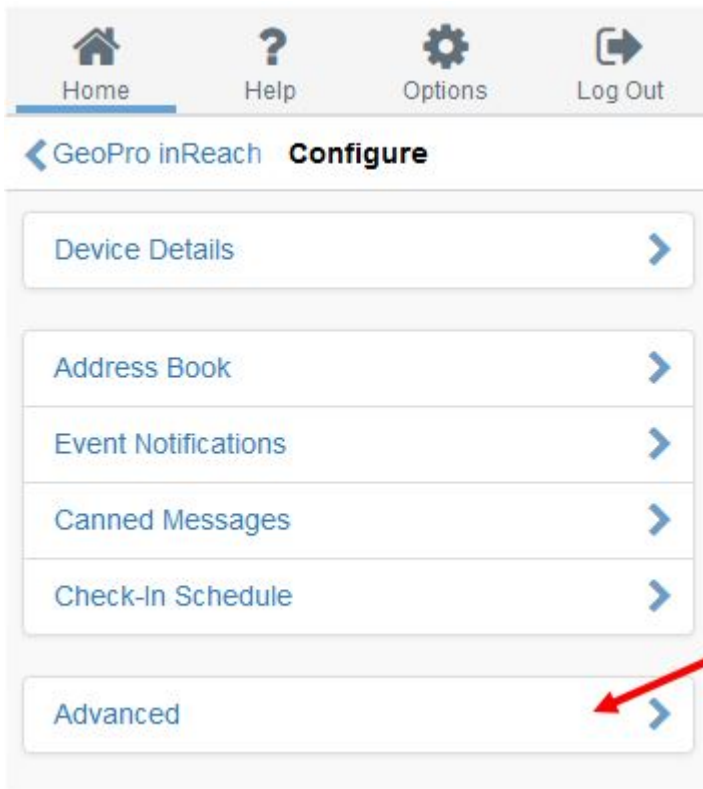 Home Help Options Log Out
GeoPro inReach Configure
Device Details
Address Book
Event Notifications
Canned Messages
Check-In Schedule
Advanced